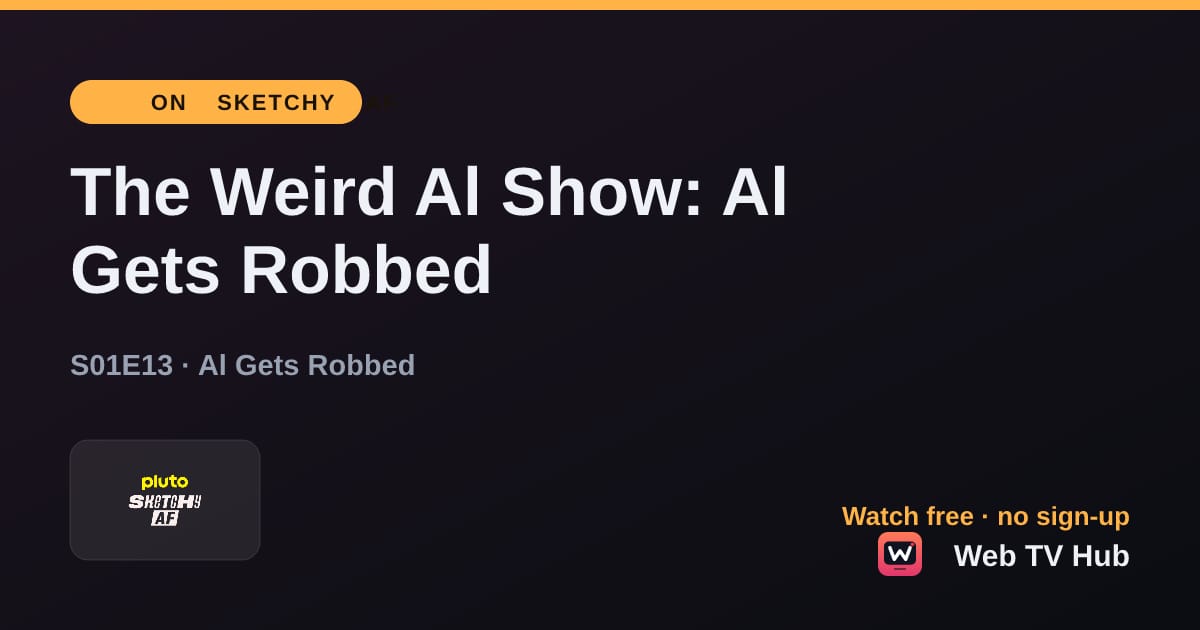 ON SKETCHY
The Weird Al Show: Al
Gets Robbed
S01E13 · Al Gets Robbed
pluto
SKETCHY
AF
Watch free · no sign-up
W Web TV Hub